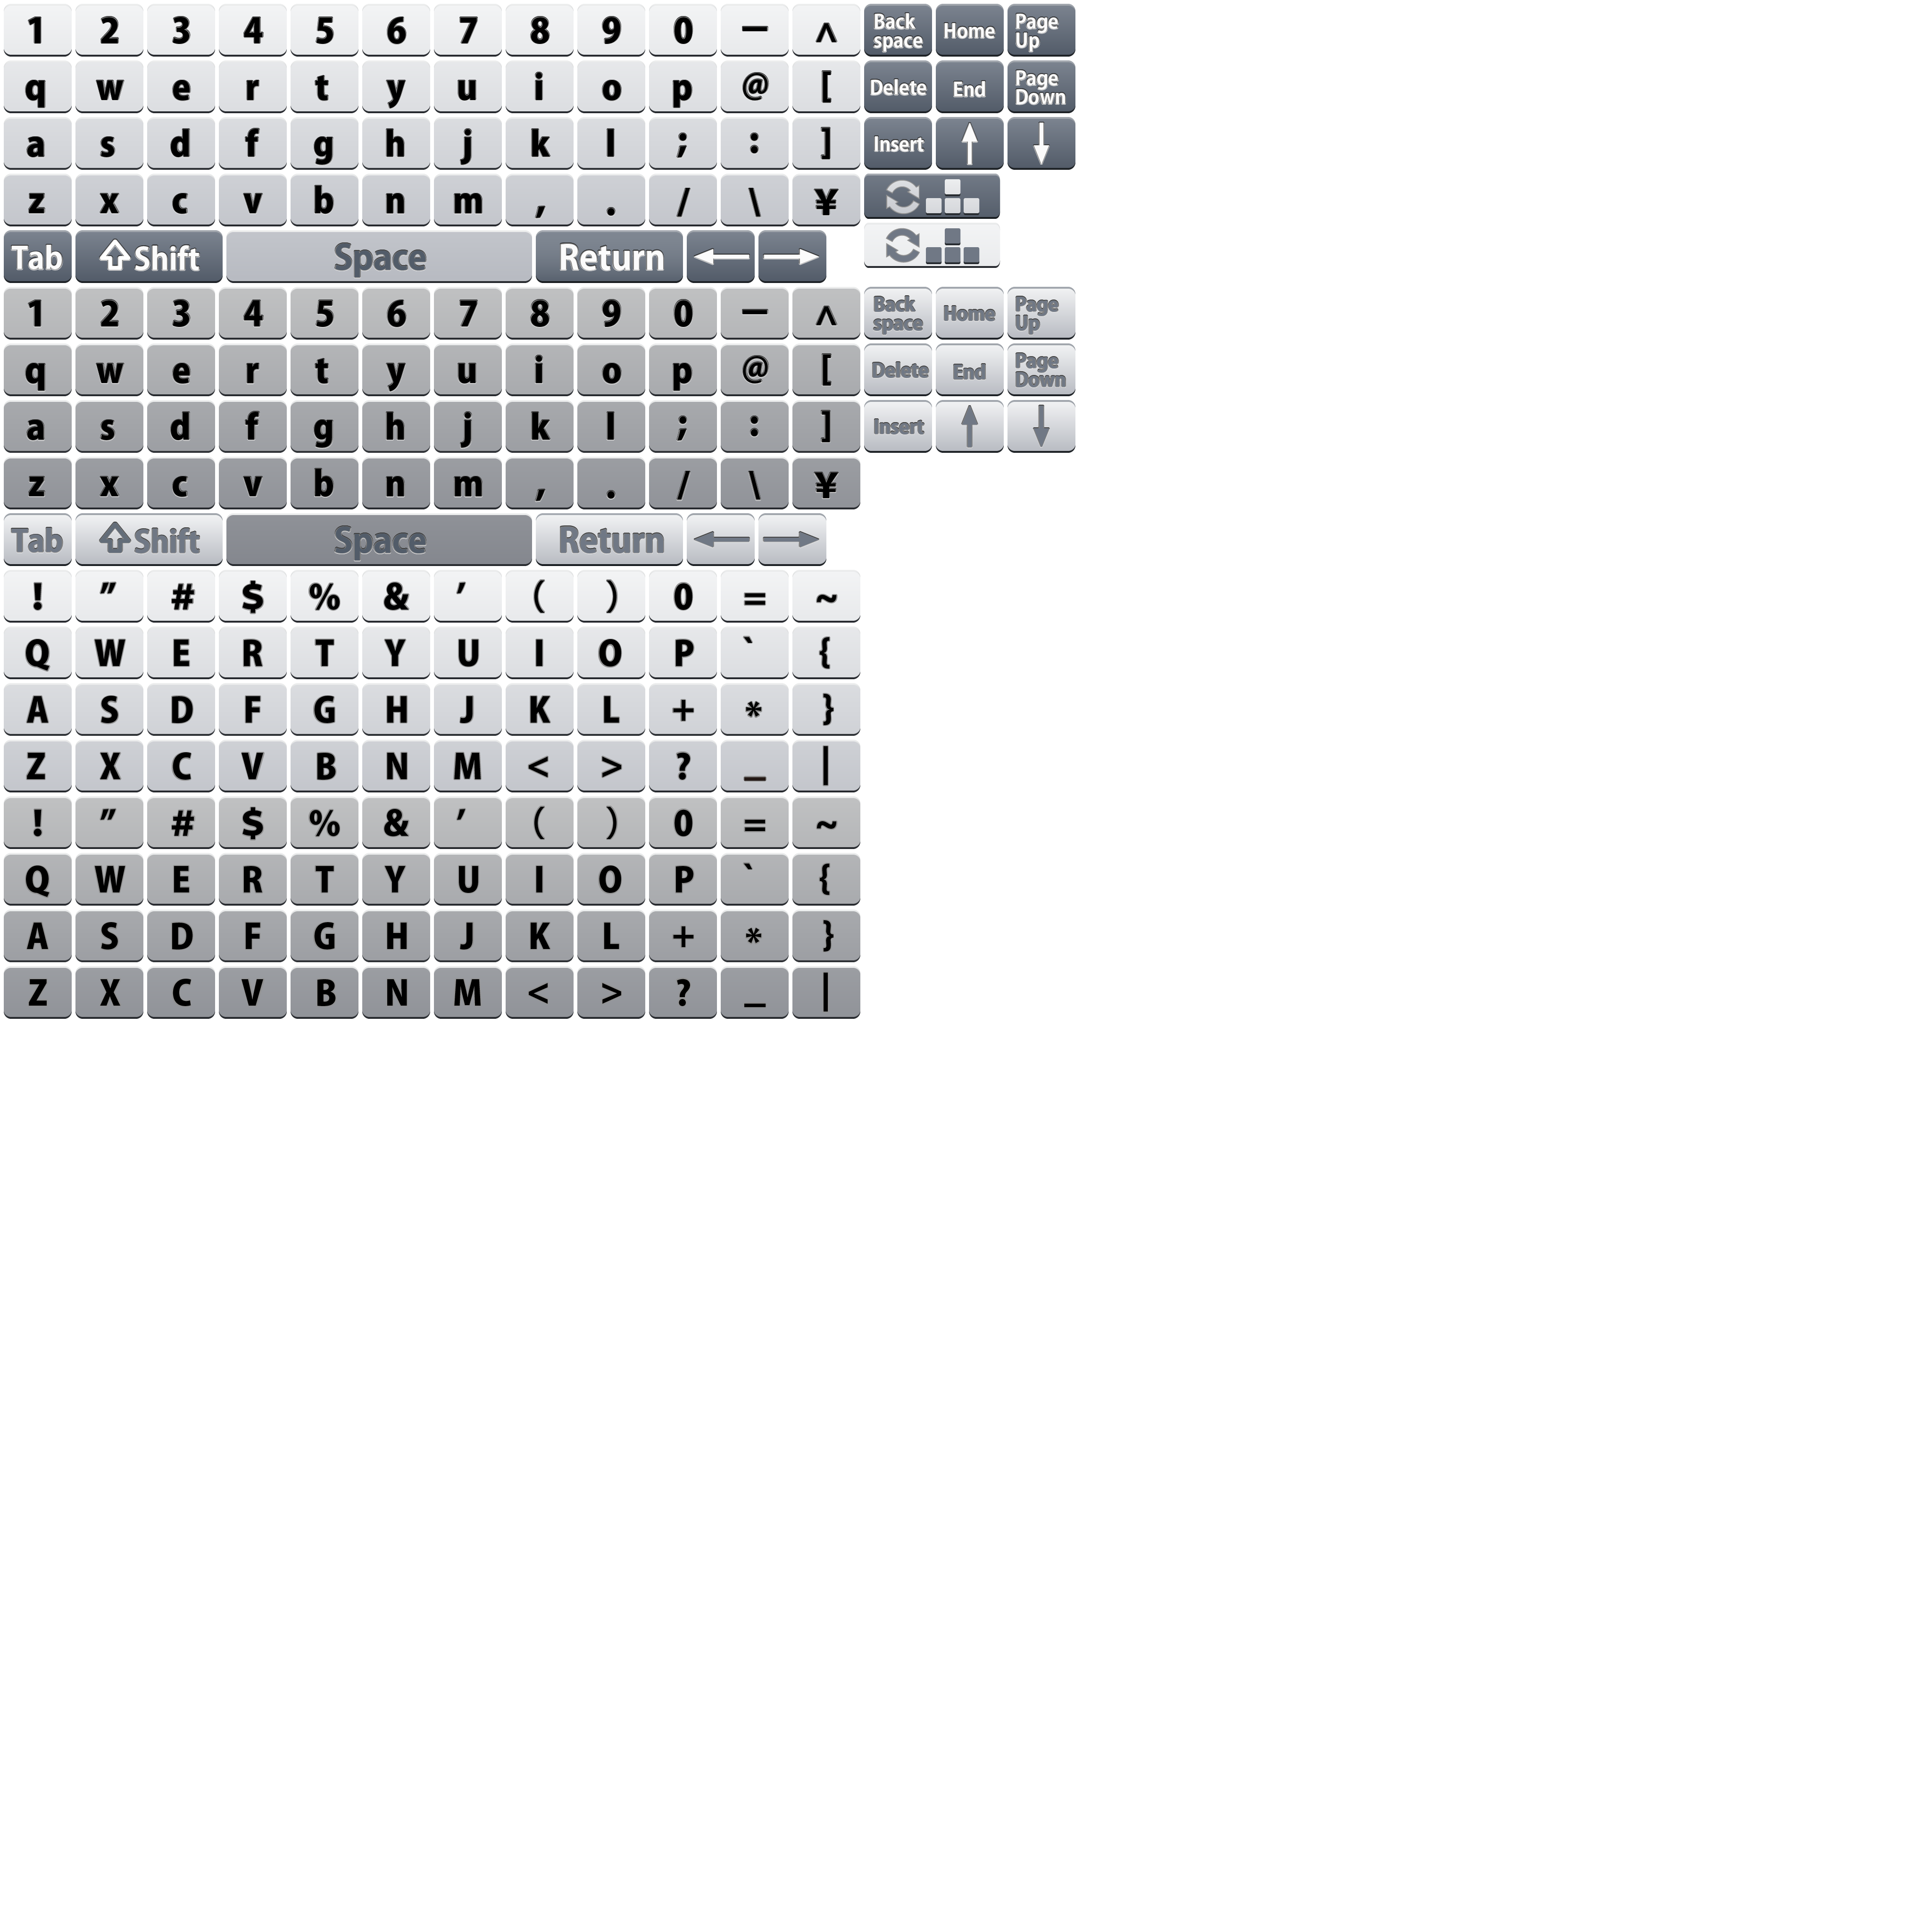 1 2 3 4 5 6 7 8 9 0 — ^ Back space Home Page Up
q w e r t y u i o p @ [ Delete End Page Down
a s d f g h j k l ; : ] Insert ↑ ↓
z x c v b n m , . / \ ¥
Tab Shift Space Return ← →
1 2 3 4 5 6 7 8 9 0 — ^ Back space Home Page Up
q w e r t y u i o p @ [ Delete End Page Down
a s d f g h j k l ; : ] Insert ↑ ↓
z x c v b n m , . / \ ¥
Tab Shift Space Return ← →
! ″ # $ % & ′ ( ) 0 = ~
Q W E R T Y U I O P ` {
A S D F G H J K L + * }
Z X C V B N M < > ? _ |
! ″ # $ % & ′ ( ) 0 = ~
Q W E R T Y U I O P ` {
A S D F G H J K L + * }
Z X C V B N M < > ? _ |